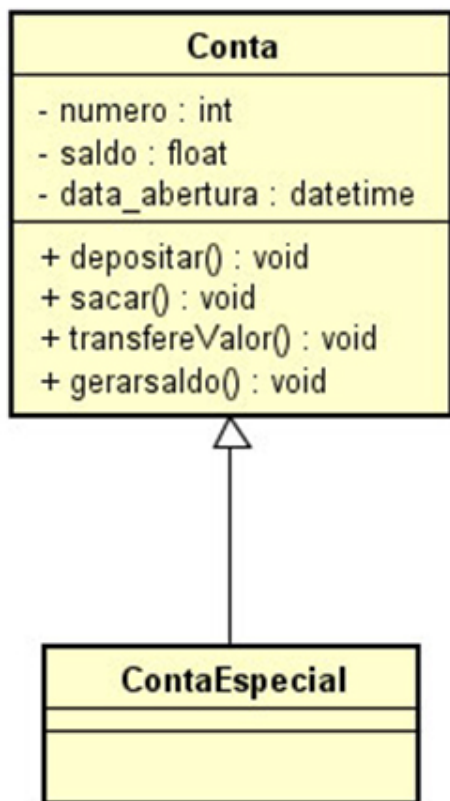 Conta
- numero : int
- saldo : float
- data_abertura : datetime
+ depositar() : void
+ sacar() : void
+ transfereValor() : void
+ gerarsaldo() : void
ContaEspecial